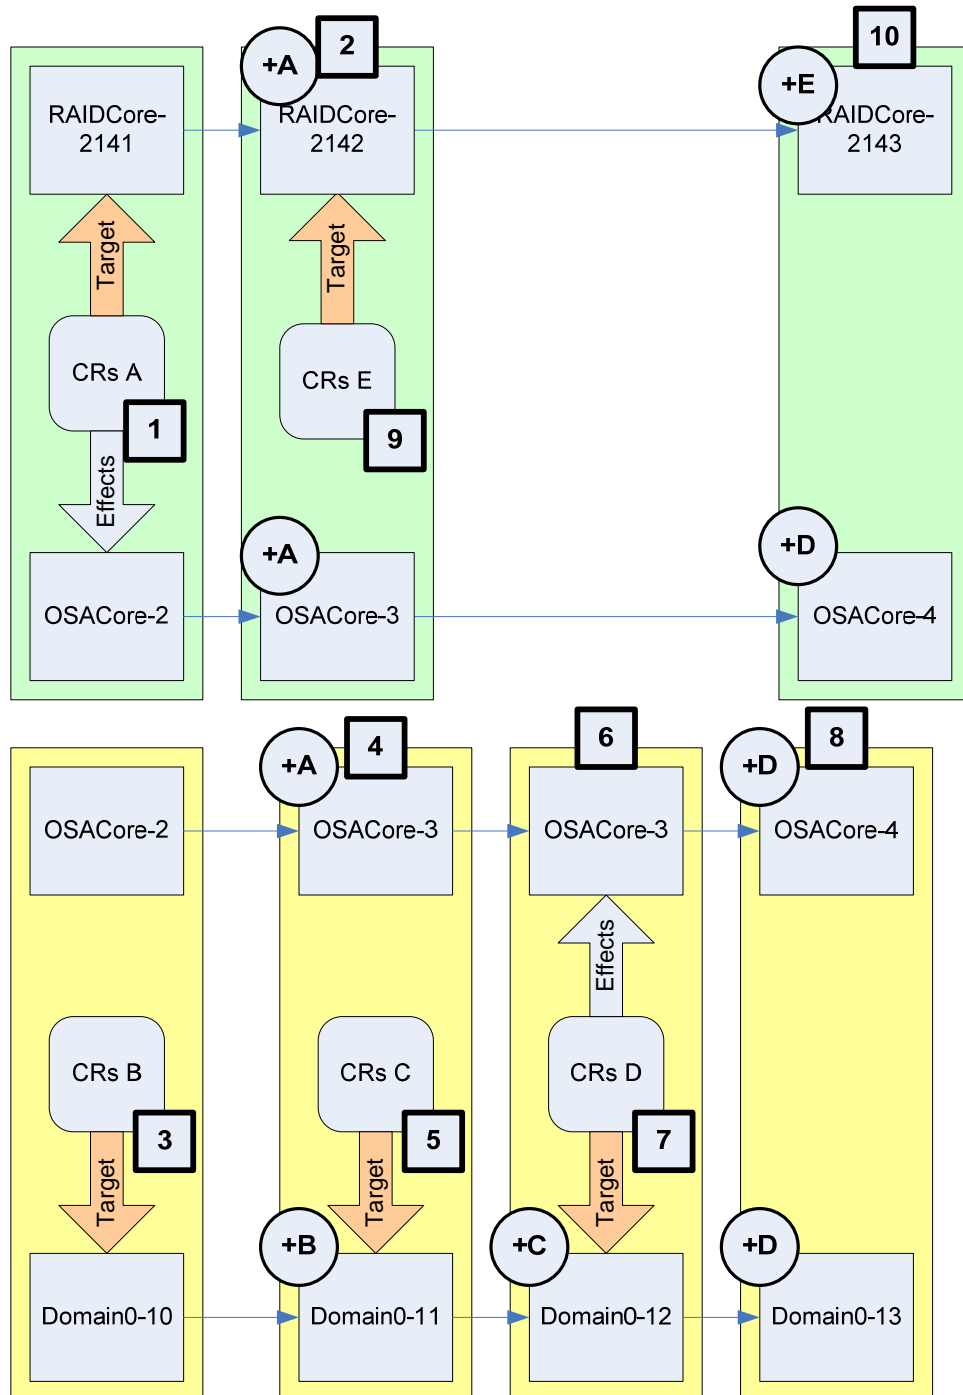 2
10
+A
+E
RAIDCore-
2141
RAIDCore-
2142
RAIDCore-
2143
Target
Target
CRs A
CRs E
1
9
Effects
+A
+D
OSACore-2
OSACore-3
OSACore-4
4
6
8
+A
+D
OSACore-2
OSACore-3
OSACore-3
OSACore-4
Effects
CRs B
CRs C
CRs D
3
5
7
Target
Target
Target
+B
+C
+D
Domain0-10
Domain0-11
Domain0-12
Domain0-13